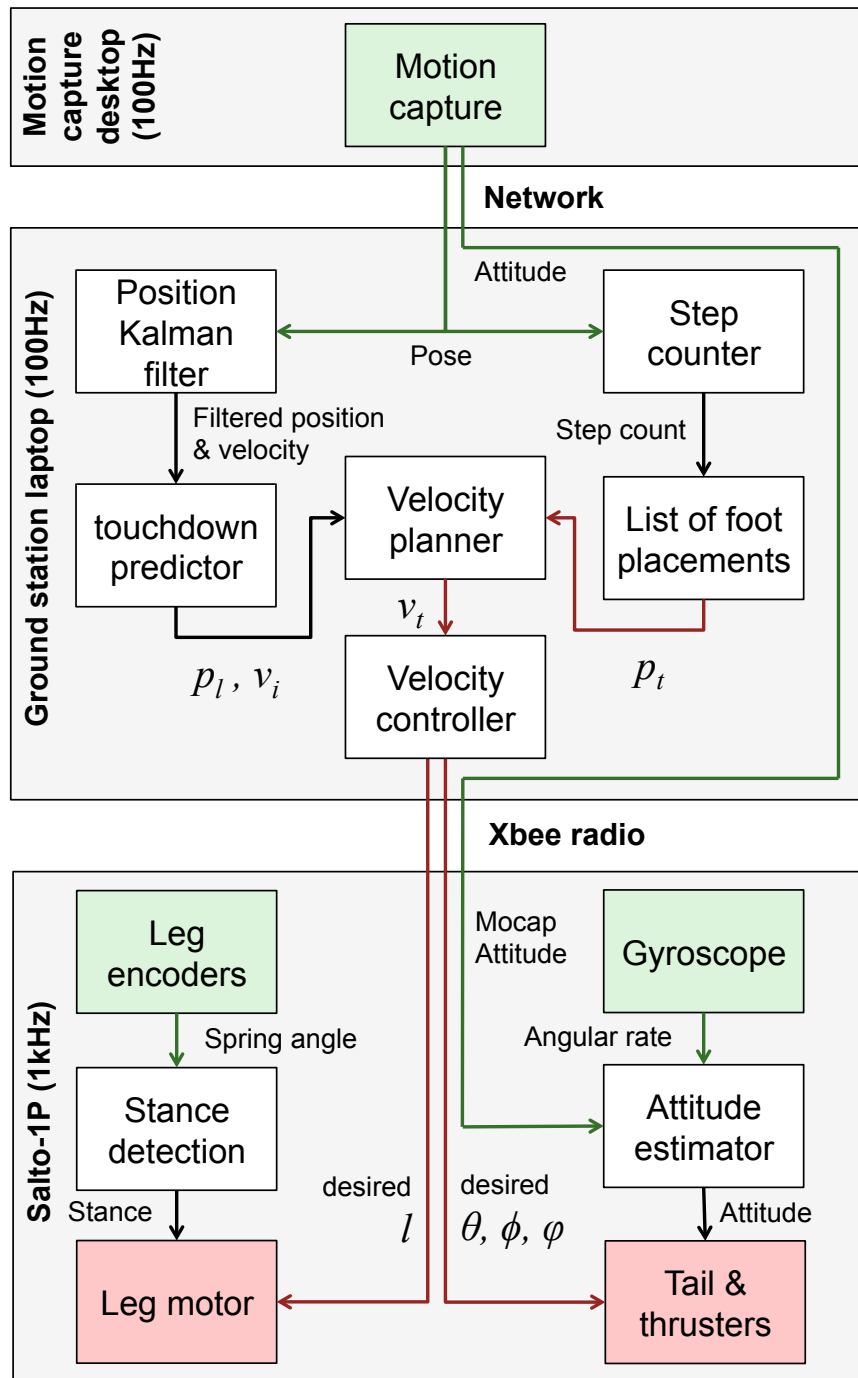 Motion
capture
desktop
(100Hz)
Motion
capture
Network
Ground station laptop (100Hz)
Attitude
Position
Kalman
filter
Step
counter
Pose
Filtered position
& velocity
Step count
touchdown
predictor
Velocity
planner
List of foot
placements
v_t
p_l , v_i
p_t
Velocity
controller
Xbee radio
Salto-1P (1kHz)
Leg
encoders
Mocap
Attitude
Gyroscope
Spring angle
Angular rate
Stance
detection
Attitude
estimator
Stance
desired
l
desired
θ, ϕ, φ
Attitude
Leg motor
Tail &
thrusters